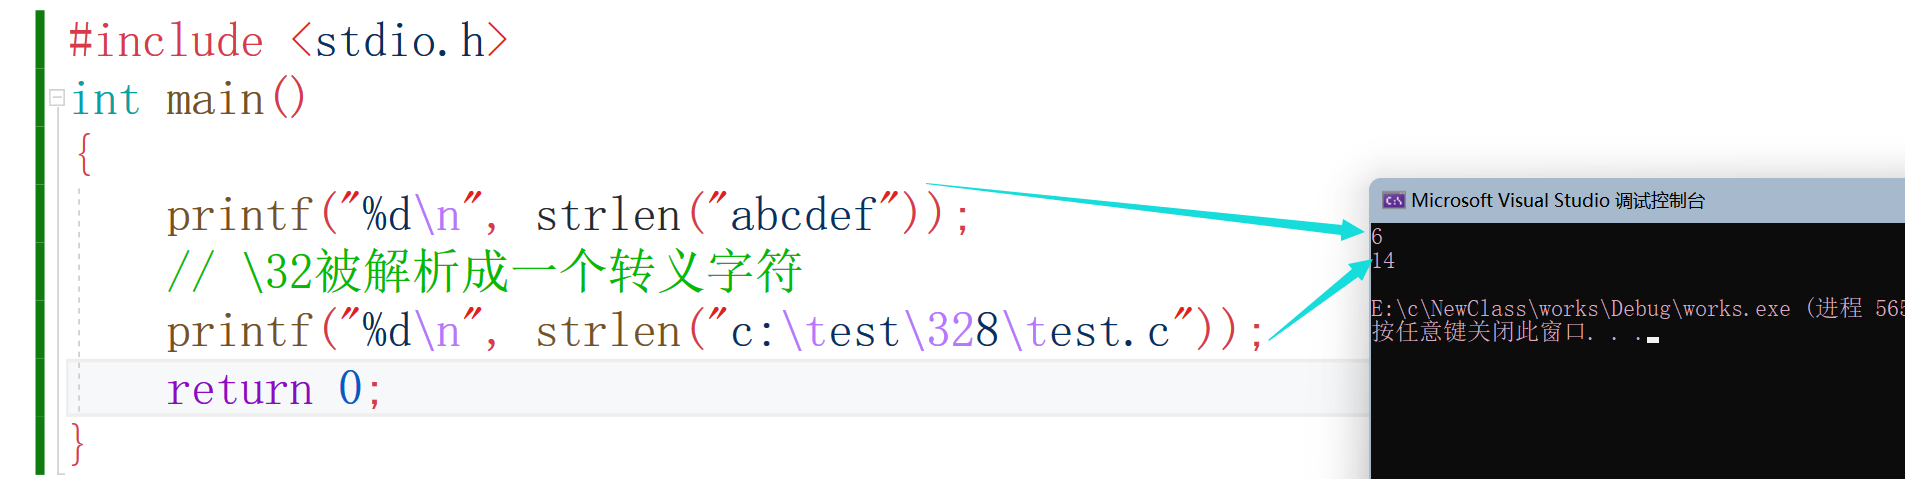 #include <stdio.h>
int main()
{
printf("%d\n", strlen("abcdef"));
// \32被解析成一个转义字符
printf("%d\n", strlen("c:\test\328\test.c"));
return 0;
}
Microsoft Visual Studio 调试控制台
6
14
E:\c\NewClass\works\Debug\works.exe (进程 565
按任意键关闭此窗口. . .